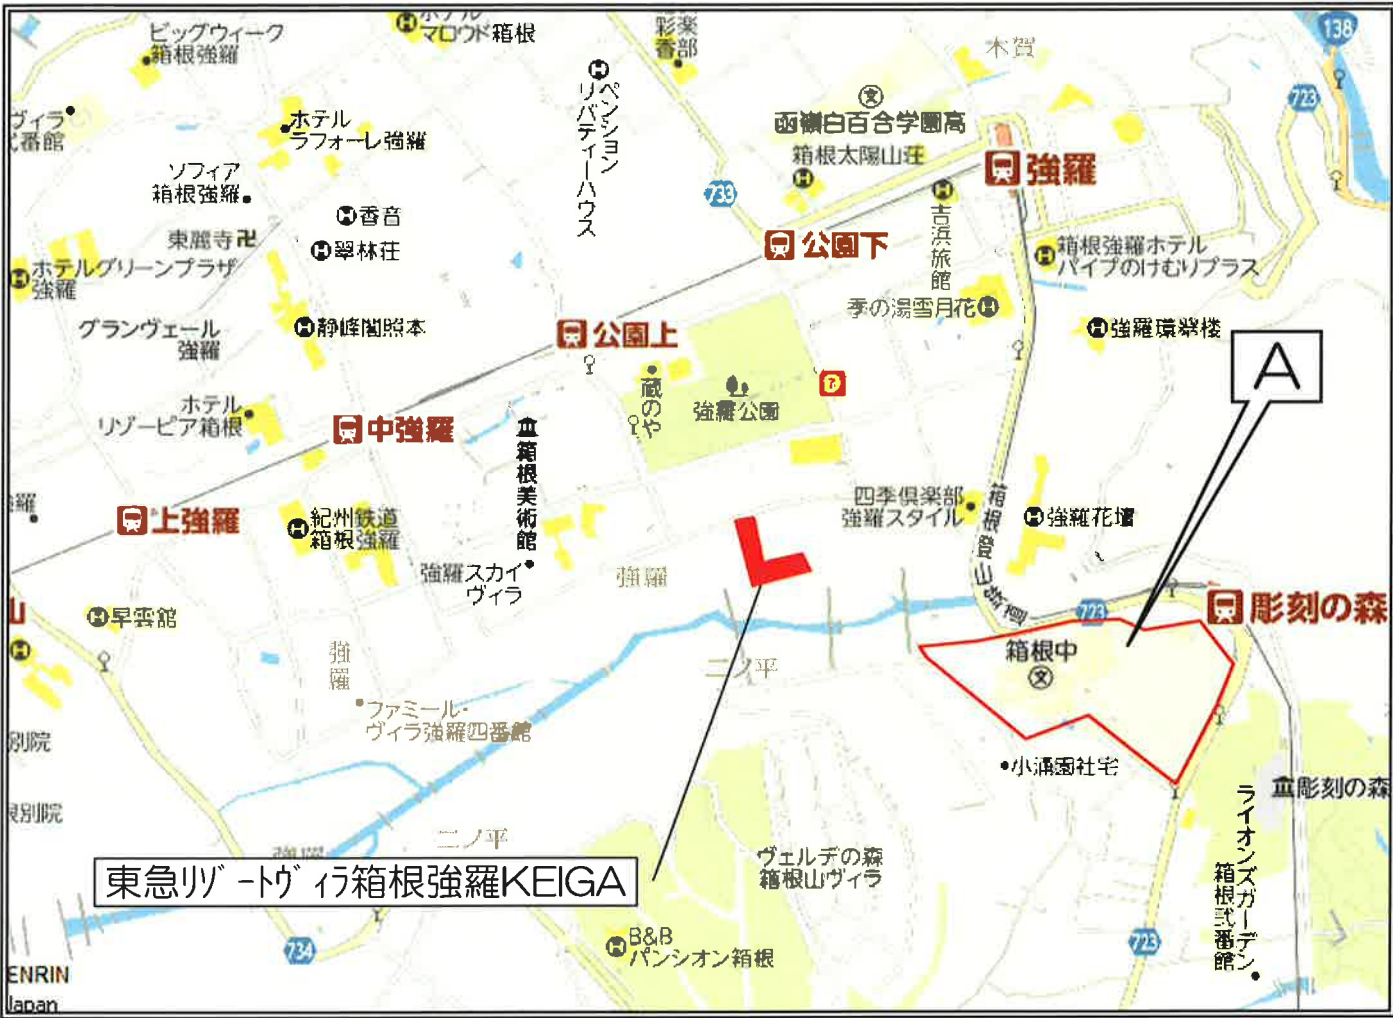 ビッグウィーク
箱根強羅
ホテル
マロウド箱根
彩香
楽部
木賀
138
723
ヴィラ
弐番館
ホテル
ラフォーレ強羅
ペンション
リバティーハウス
函嶺白百合学園高
箱根太陽山荘
強羅
ソフィア
箱根強羅
733
吉浜旅館
香音
翠林荘
東麗寺
公園下
箱根強羅ホテル
パイプのけむりプラス
ホテルグリーンプラザ
強羅
季の湯雪月花
グランヴェール
強羅
静峰閣照本
公園上
強羅環翠楼
A
蔵のや
強羅公園
ホテル
リゾーピア箱根
中強羅
箱根美術館
上強羅
紀州鉄道
箱根強羅
四季倶楽部
強羅スタイル
箱根登山鉄道
強羅花壇
強羅スカイ
ヴィラ
強羅
早雲館
山
723
彫刻の森
箱根中
強羅
二ノ平
ファミール・
ヴィラ強羅四番館
小涌園社宅
別院
別院
彫刻の森
ライオンズガーデン
箱根弐番館
二ノ平
ヴェルデの森
箱根山ヴィラ
東急リゾートヴィラ箱根強羅KEIGA
734
B&B
パンシオン箱根
723
ENRIN
Japan